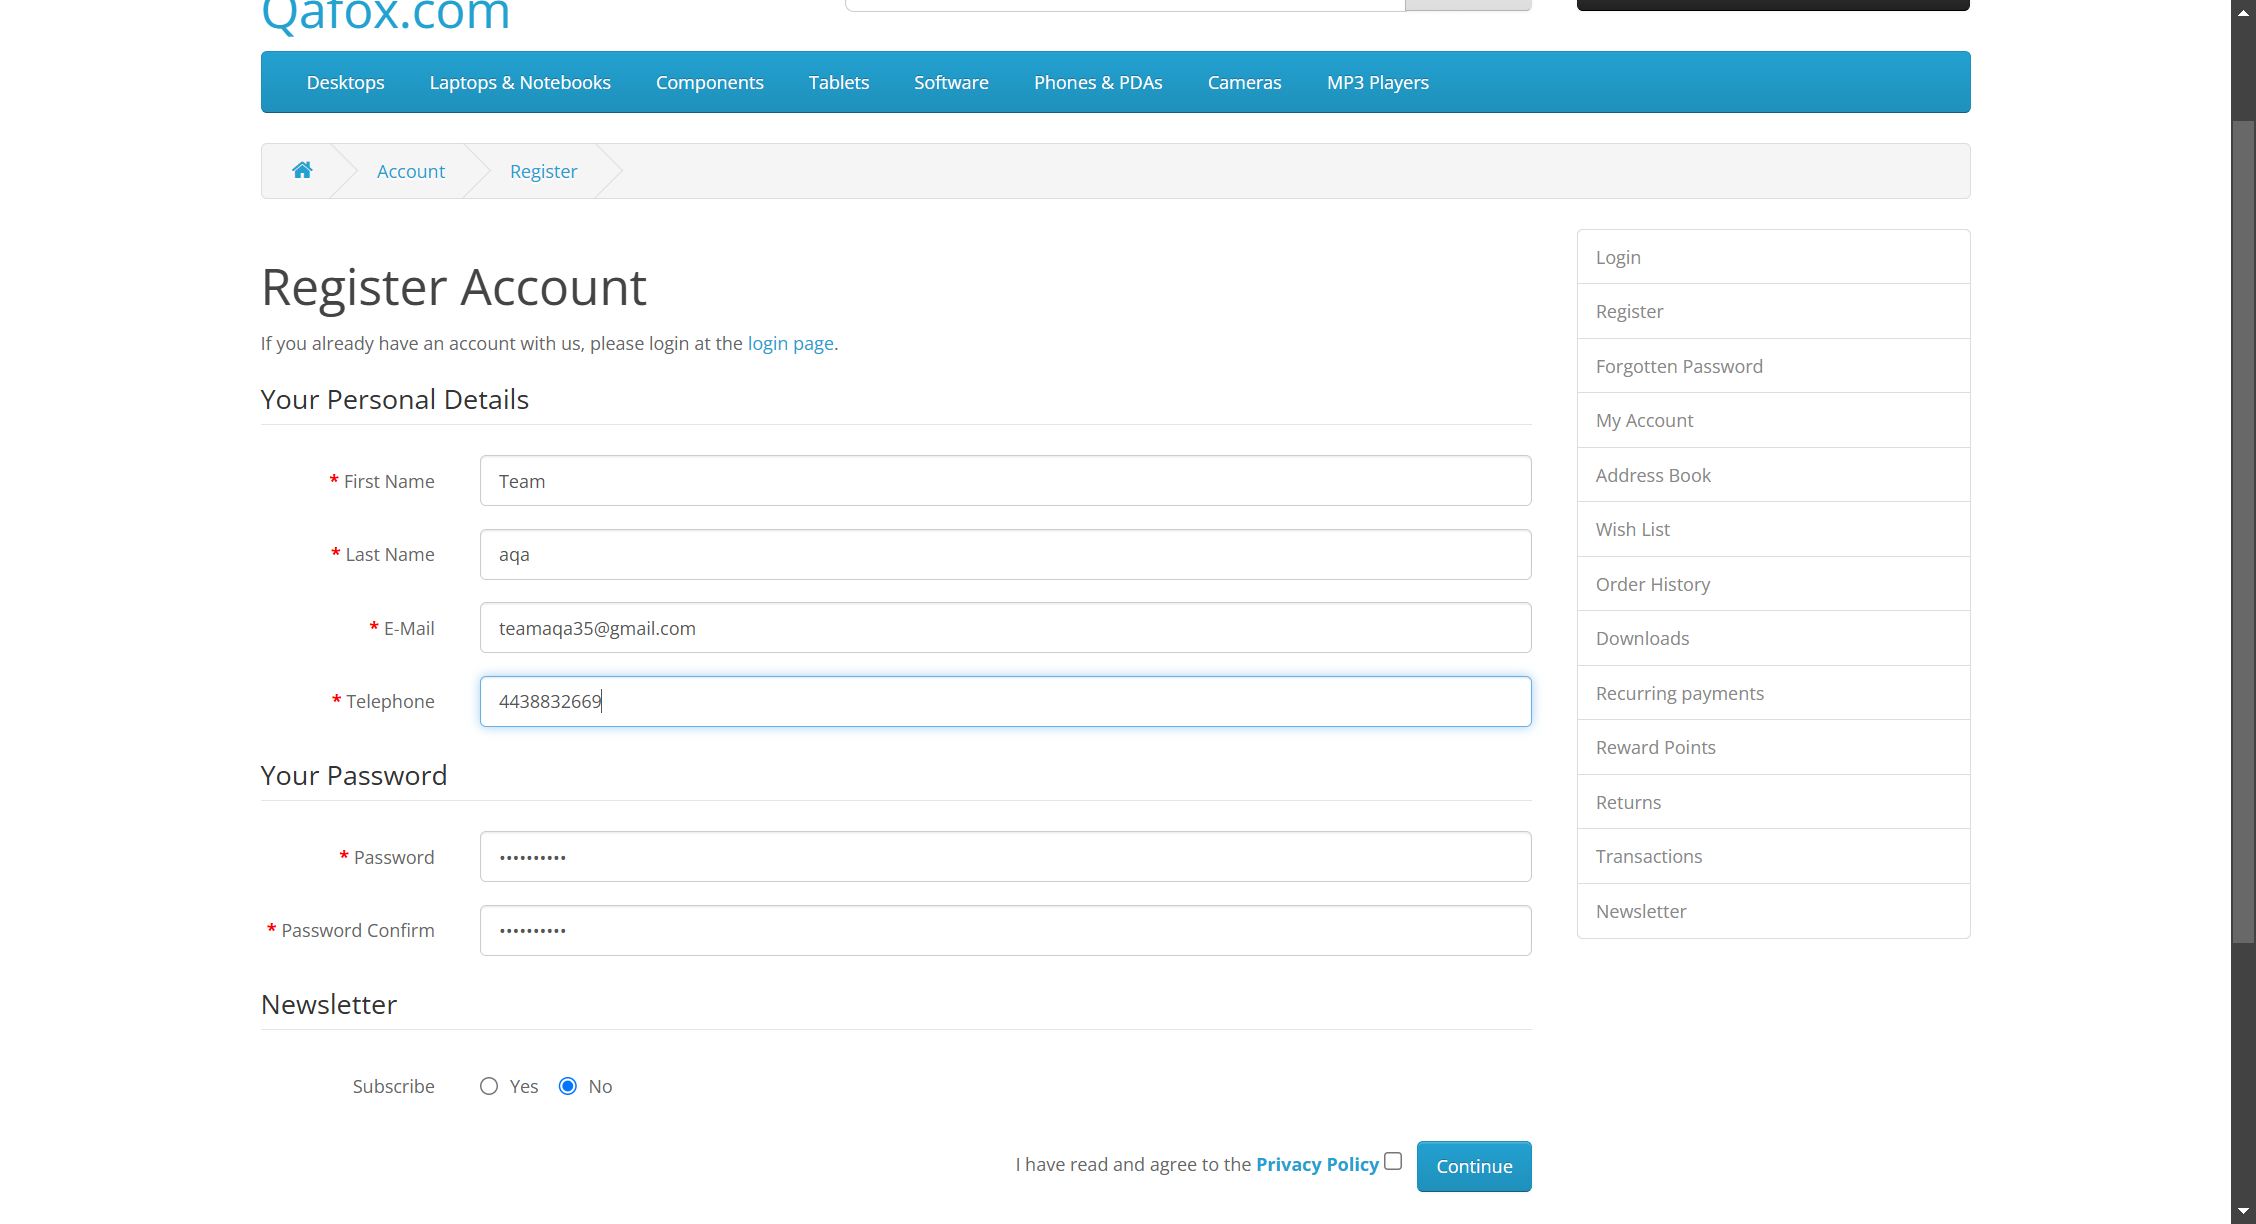 Qafox.com
Desktops Laptops & Notebooks Components Tablets Software Phones & PDAs Cameras MP3 Players
Account Register
Register Account
If you already have an account with us, please login at the login page.
Your Personal Details
* First Name Team
* Last Name aqa
* E-Mail teamaqa35@gmail.com
* Telephone 4438832669
Your Password
* Password ••••••••••
* Password Confirm ••••••••••
Newsletter
Subscribe Yes No
I have read and agree to the Privacy Policy Continue
Login
Register
Forgotten Password
My Account
Address Book
Wish List
Order History
Downloads
Recurring payments
Reward Points
Returns
Transactions
Newsletter